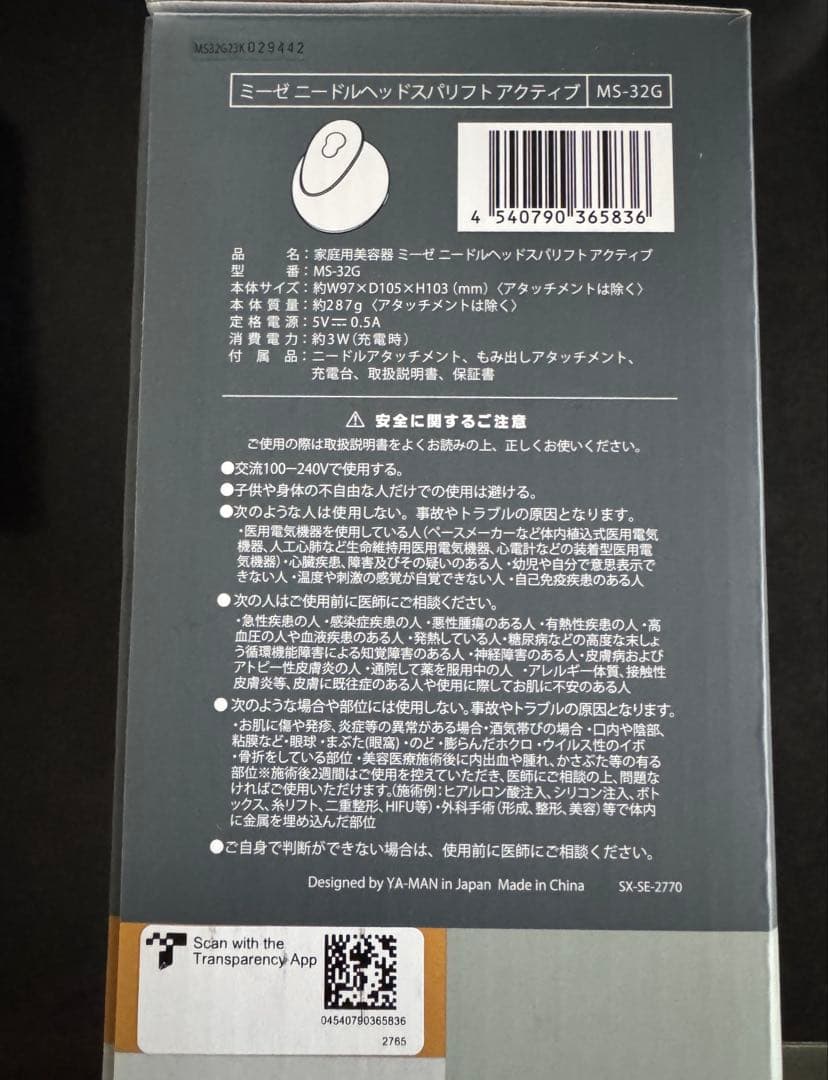 MS32G23K029442
ミーゼ ニードルヘッドスパリフト アクティブ MS-32G
4 540790 365836
品名：家庭用美容器 ミーゼ ニードルヘッドスパリフト アクティブ
型番：MS-32G
本体サイズ：約W97×D105×H103（mm）〈アタッチメントは除く〉
本体質量：約287g〈アタッチメントは除く〉
定格電源：5V⎓0.5A
消費電力：約3W（充電時）
付属品：ニードルアタッチメント、もみ出しアタッチメント、
充電台、取扱説明書、保証書
⚠ 安全に関するご注意
ご使用の際は取扱説明書をよくお読みの上、正しくお使いください。
●交流100－240Vで使用する。
●子供や身体の不自由な人だけでの使用は避ける。
●次のような人は使用しない。事故やトラブルの原因となります。
・医用電気機器を使用している人（ペースメーカーなど体内植込式医用電気
機器、人工心肺など生命維持用医用電気機器、心電計などの装着型医用電
気機器）・心臓疾患、障害及びその疑いのある人・幼児や自分で意思表示で
きない人・温度や刺激の感覚が自覚できない人・自己免疫疾患のある人
● 次の人はご使用前に医師にご相談ください。
・急性疾患の人・感染症疾患の人・悪性腫瘍のある人・有熱性疾患の人・高
血圧の人や血液疾患のある人・発熱している人・糖尿病などの高度な末しょ
う循環機能障害による知覚障害のある人・神経障害のある人・皮膚病および
アトピー性皮膚炎の人・通院して薬を服用中の人 ・アレルギー体質、接触性
皮膚炎等、皮膚に既往症のある人や使用に際してお肌に不安のある人
● 次のような場合や部位には使用しない。事故やトラブルの原因となります。
・お肌に傷や発疹、炎症等の異常がある場合・酒気帯びの場合・口内や陰部、
粘膜など・眼球・まぶた（眼窩）・のど・膨らんだホクロ・ウイルス性のイボ
・骨折をしている部位・美容医療施術後に内出血や腫れ、かさぶた等の有る
部位※施術後2週間はご使用を控えていただき、医師にご相談の上、問題な
ければご使用いただけます。（施術例：ヒアルロン酸注入、シリコン注入、ボト
ックス、糸リフト、二重整形、HIFU等）・外科手術（形成、整形、美容）等で体内
に金属を埋め込んだ部位
●ご自身で判断ができない場合は、使用前に医師にご相談ください。
Designed by YA-MAN in Japan Made in China SX-SE-2770
Scan with the
Transparency App
04540790365836
2765